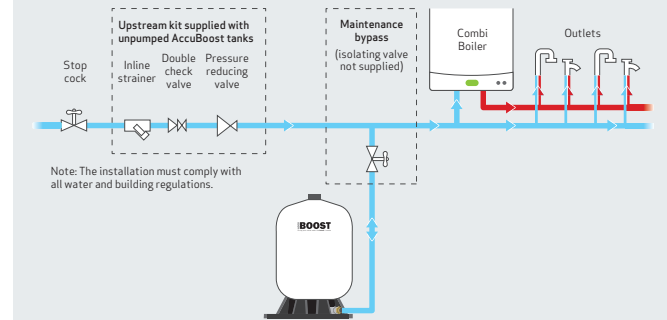 Upstream kit supplied with
unpumped AccuBoost tanks
Stop
cock
Inline
strainer
Double
check
valve
Pressure
reducing
valve
Maintenance
bypass
(isolating valve
not supplied)
Combi
Boiler
Outlets
Note: The installation must comply with
all water and building regulations.
BOOST